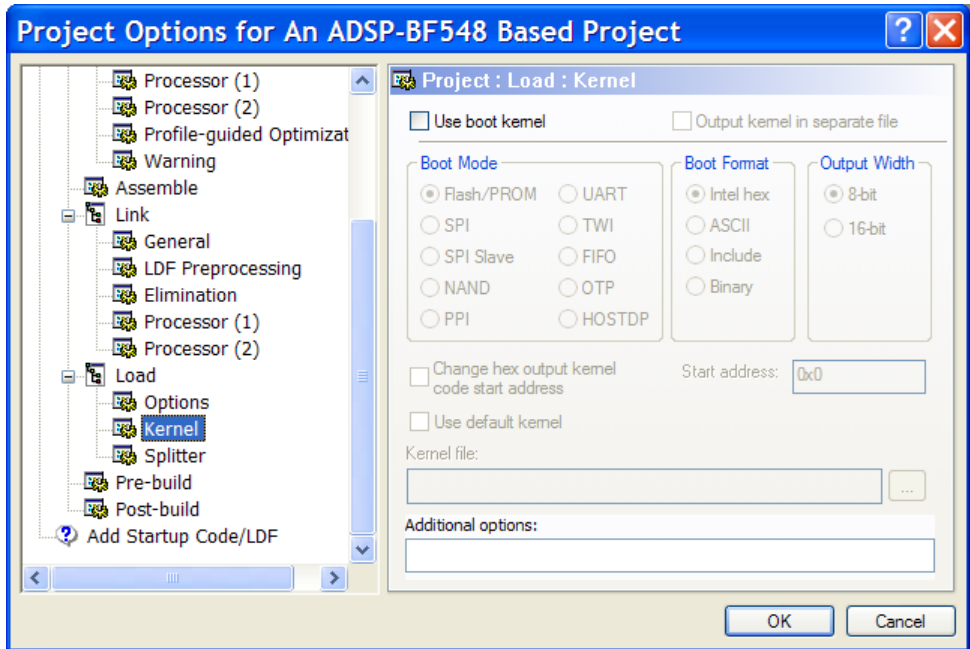 Project Options for An ADSP-BF548 Based Project
Processor (1)
Processor (2)
Profile-guided Optimizat
Warning
Assemble
Link
General
LDF Preprocessing
Elimination
Processor (1)
Processor (2)
Load
Options
Kernel
Splitter
Pre-build
Post-build
Add Startup Code/LDF
Project : Load : Kernel
Use boot kernel
Output kernel in separate file
Boot Mode
Flash/PROM
UART
SPI
TWI
SPI Slave
FIFO
NAND
OTP
PPI
HOSTDP
Boot Format
Intel hex
ASCII
Include
Binary
Output Width
8-bit
16-bit
Change hex output kernel
code start address
Start address:
0x0
Use default kernel
Kernel file:
...
Additional options:
OK
Cancel